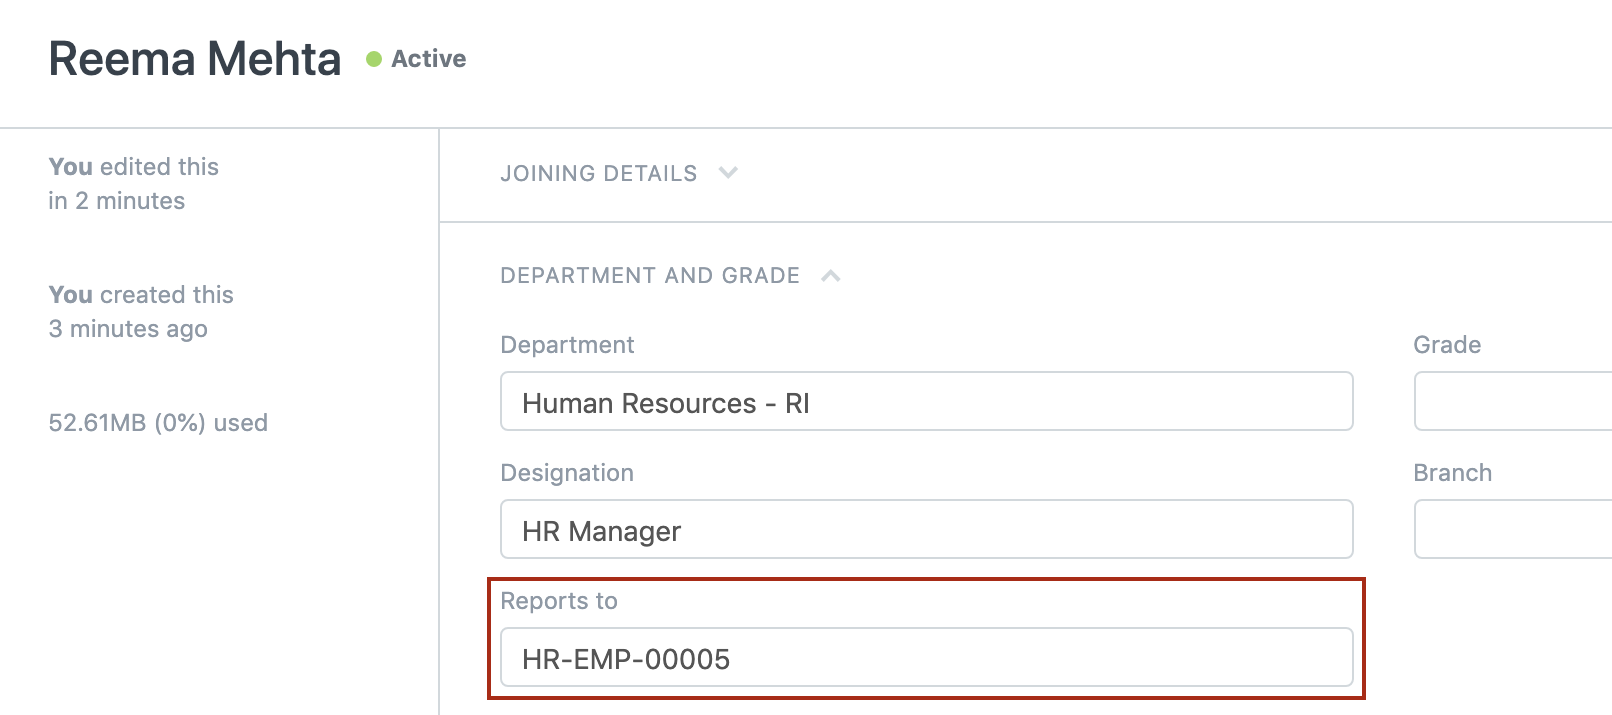 Reema Mehta Active
You edited this
in 2 minutes
You created this
3 minutes ago
52.61MB (0%) used
JOINING DETAILS
DEPARTMENT AND GRADE
Department
Human Resources - RI
Grade
Designation
HR Manager
Branch
Reports to
HR-EMP-00005